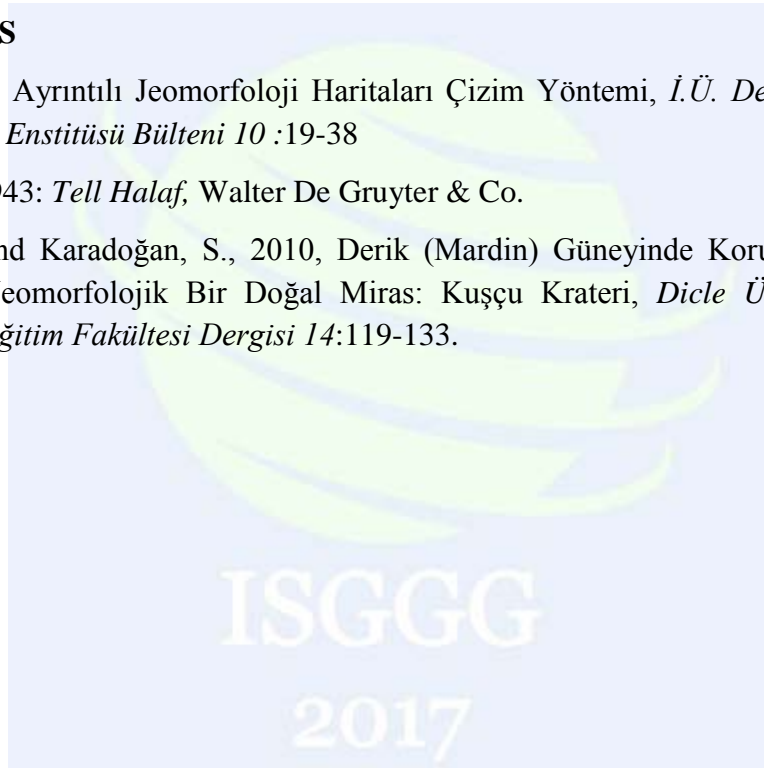 S
Ayrıntılı Jeomorfoloji Haritaları Çizim Yöntemi, İ.Ü. De
Enstitüsü Bülteni 10 :19-38
943: Tell Halaf, Walter De Gruyter & Co.
nd Karadoğan, S., 2010, Derik (Mardin) Güneyinde Koru
Jeomorfolojik Bir Doğal Miras: Kuşçu Krateri, Dicle Ü
ğitim Fakültesi Dergisi 14:119-133.
ISGGG
2017